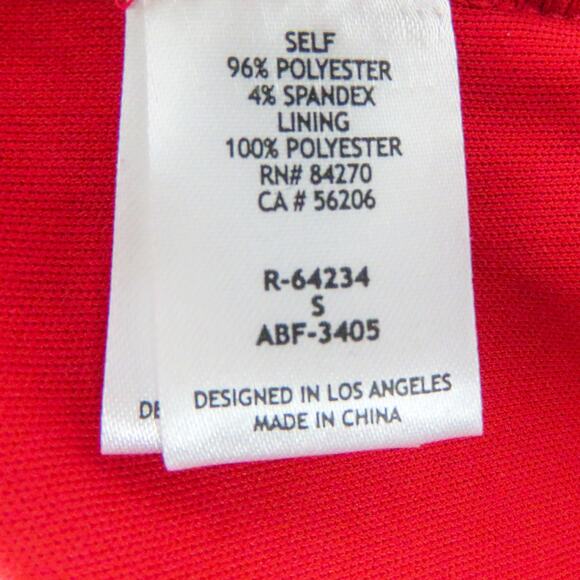 SELF
96% POLYESTER
4% SPANDEX
LINING
100% POLYESTER
RN# 84270
CA # 56206
R-64234
S
ABF-3405
DE
DESIGNED IN LOS ANGELES
MADE IN CHINA